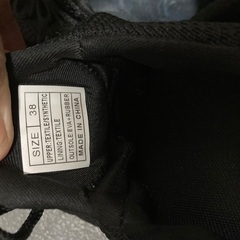 SIZE: 38
UPPER:TEXTILE/SYNTHETIC
LINING:TEXTILE
OUTSOLE:EVA+RUBBER
MADE IN CHINA